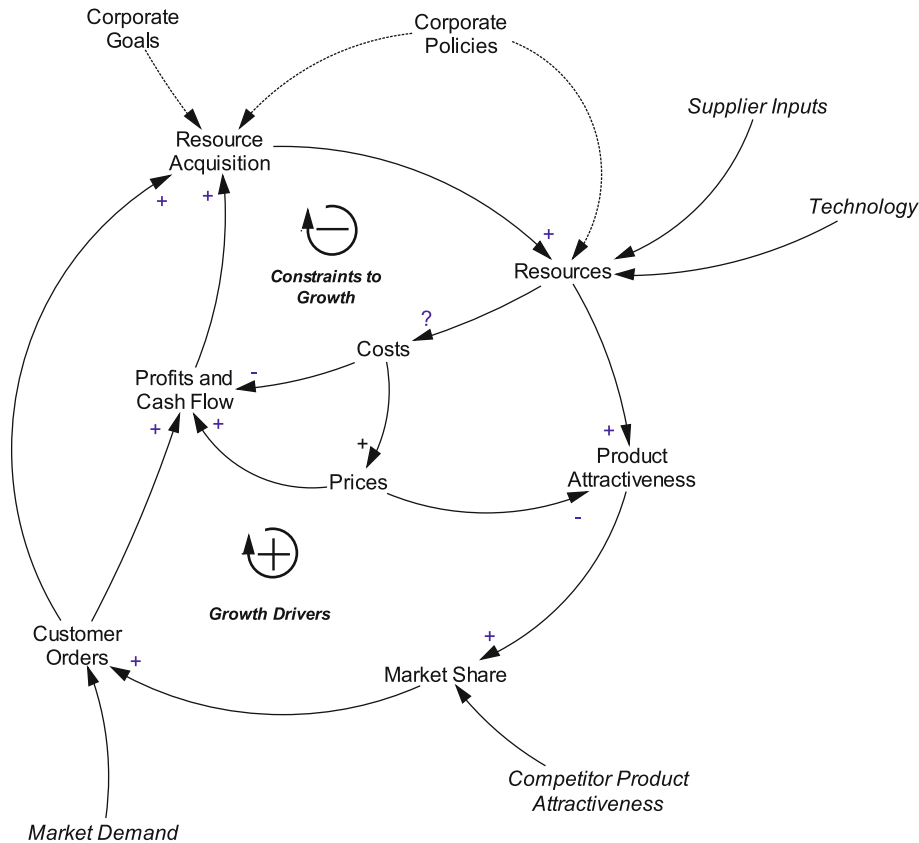 Corporate
Goals
Corporate
Policies
Supplier Inputs
Resource
Acquisition
+
+
Technology
+
Constraints to
Growth
Resources
?
Costs
-
Profits and
Cash Flow
+
+
+
+
Product
Attractiveness
Prices
-
Growth Drivers
Customer
Orders
+
+
Market Share
Competitor Product
Attractiveness
Market Demand